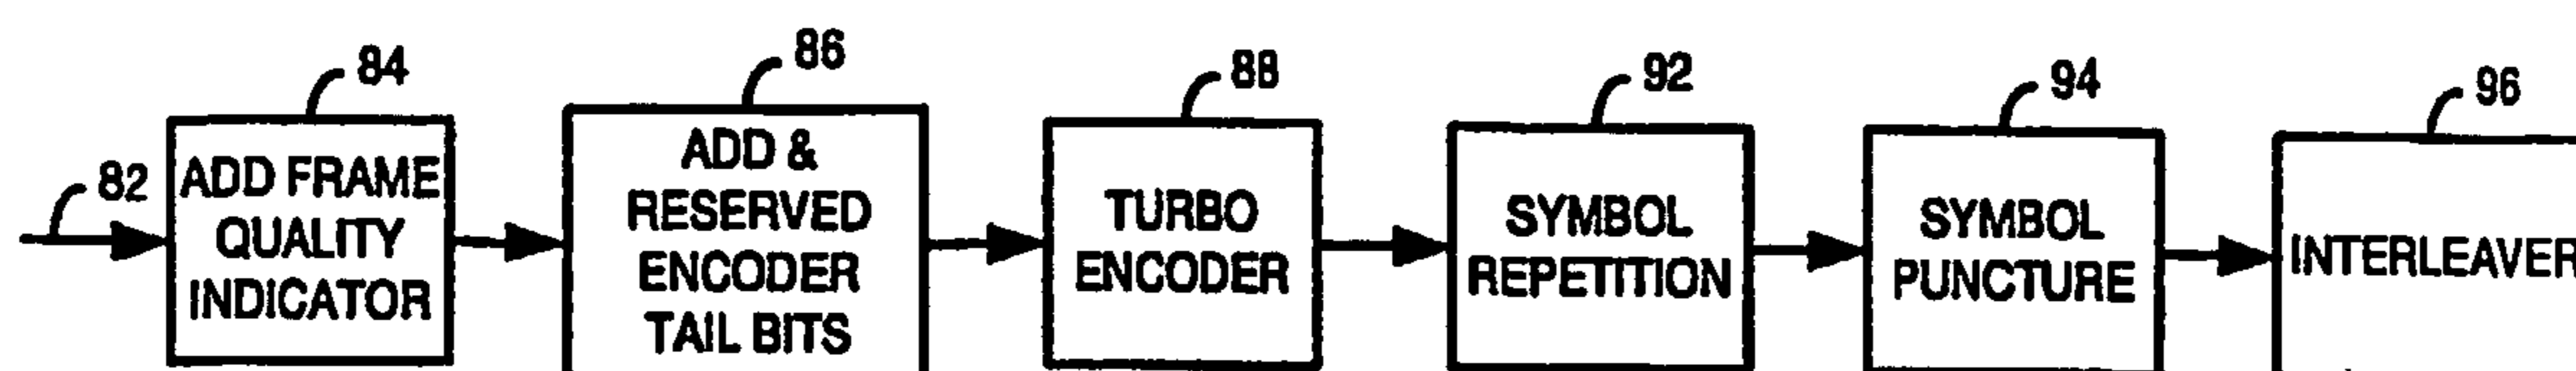 84
86
88
92
94
96
82
ADD FRAME
QUALITY
INDICATOR
ADD &
RESERVED
ENCODER
TAIL BITS
TURBO
ENCODER
SYMBOL
REPETITION
SYMBOL
PUNCTURE
INTERLEAVER